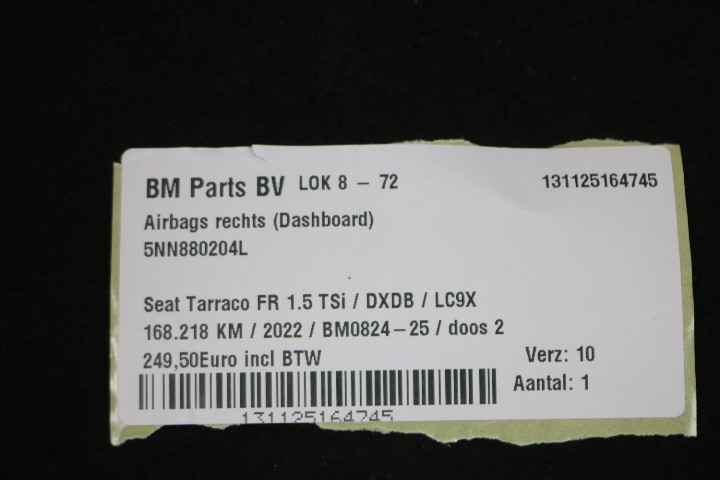 BM Parts BV LOK 8 - 72 131125164745
Airbags rechts (Dashboard)
5NN880204L
Seat Tarraco FR 1.5 TSi / DXDB / LC9X
168.218 KM / 2022 / BM0824-25 / doos 2
249,50Euro incl BTW Verz: 10
Aantal: 1
131125164745